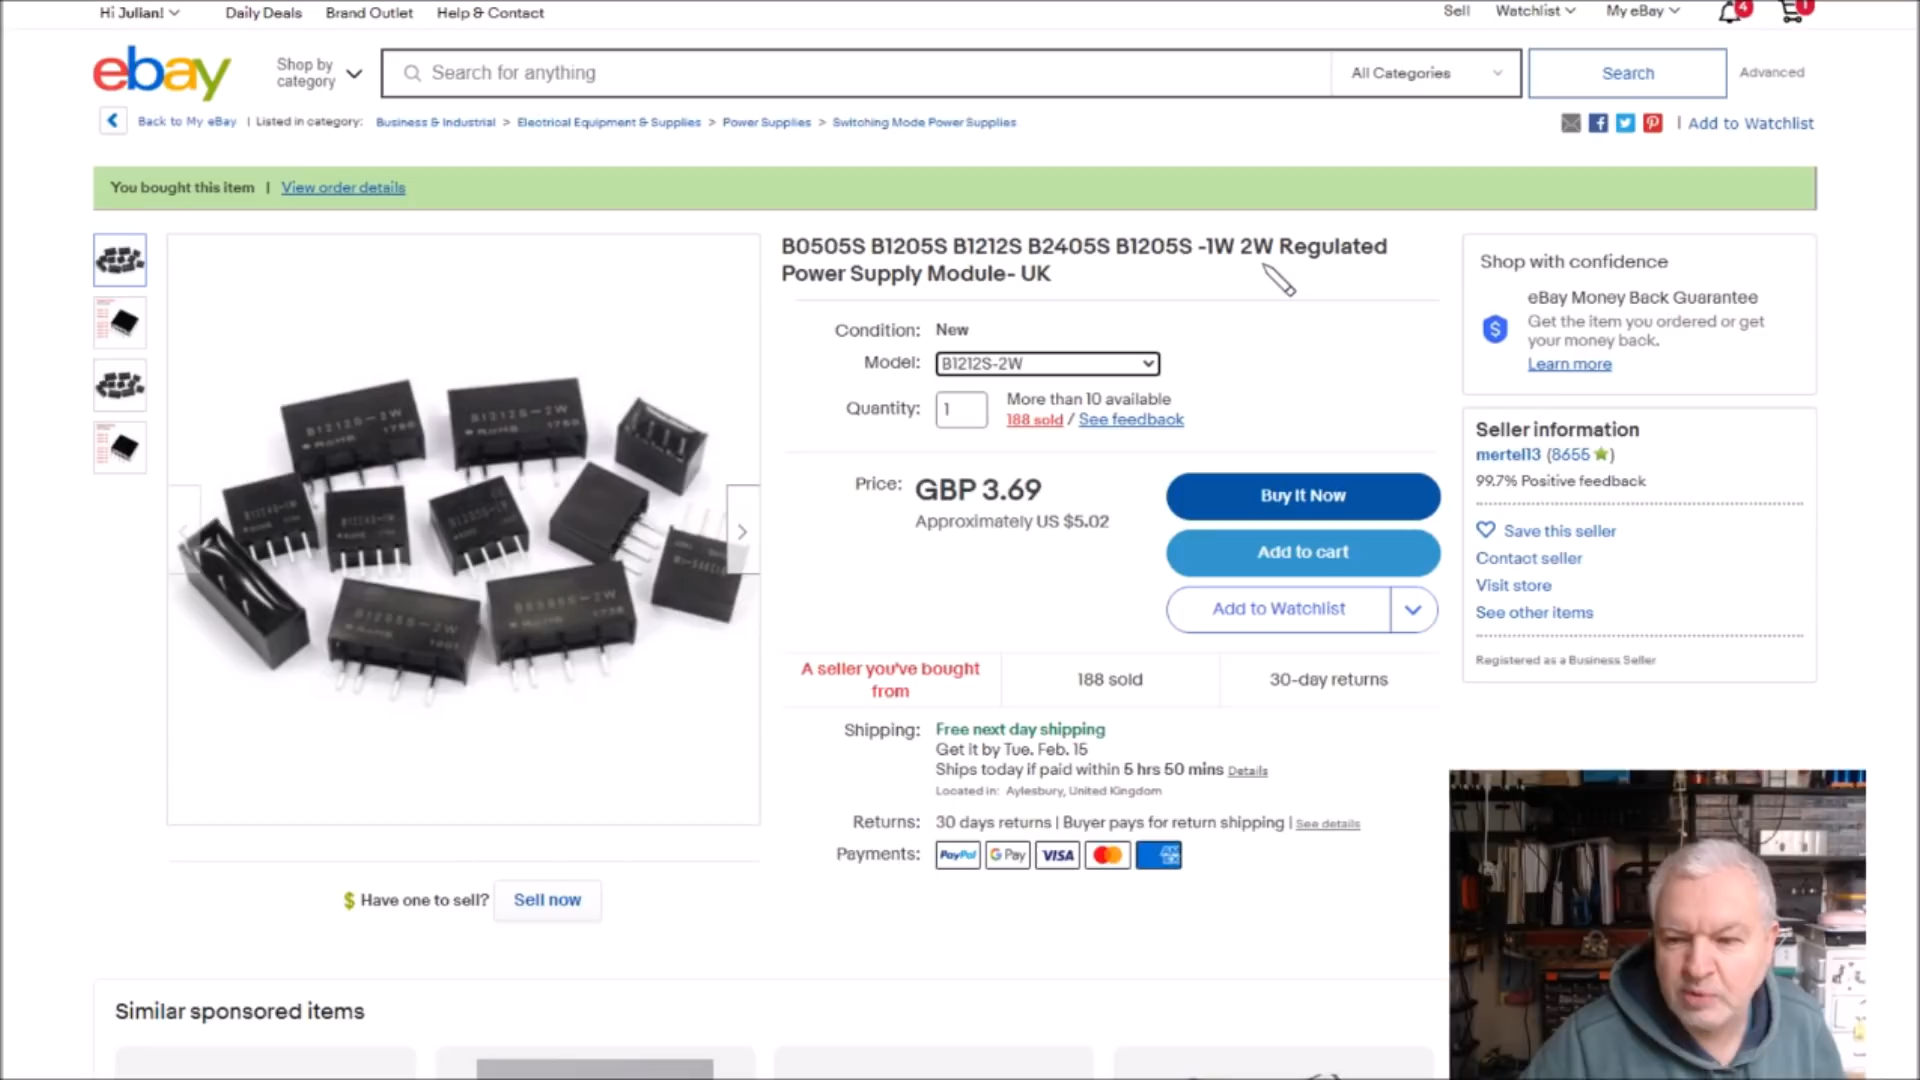 Hi Julian!
Daily Deals
Brand Outlet
Help & Contact
Sell
Watchlist
My eBay
4
1
ebay
Shop by
category
Search for anything
All Categories
Search
Advanced
Back to My eBay
| Listed in category:
Business & Industrial > Electrical Equipment & Supplies > Power Supplies > Switching Mode Power Supplies
| Add to Watchlist
You bought this item | View order details
B0505S B1205S B1212S B2405S B1205S -1W 2W Regulated
Power Supply Module- UK
Condition: New
Model: B1212S-2W
Quantity: 1
More than 10 available
188 sold / See feedback
Price: GBP 3.69
Approximately US $5.02
Buy It Now
Add to cart
Add to Watchlist
A seller you've bought
from
188 sold
30-day returns
Shipping: Free next day shipping
Get it by Tue. Feb. 15
Ships today if paid within 5 hrs 50 mins Details
Located in: Aylesbury, United Kingdom
Returns: 30 days returns | Buyer pays for return shipping | See details
Payments: PayPal G Pay VISA
Shop with confidence
eBay Money Back Guarantee
Get the item you ordered or get
your money back.
Learn more
Seller information
mertel13 (8655)
99.7% Positive feedback
Save this seller
Contact seller
Visit store
See other items
Registered as a Business Seller
B1212S-2W
B1212S-2W
B1205S-2W
$ Have one to sell? Sell now
Similar sponsored items